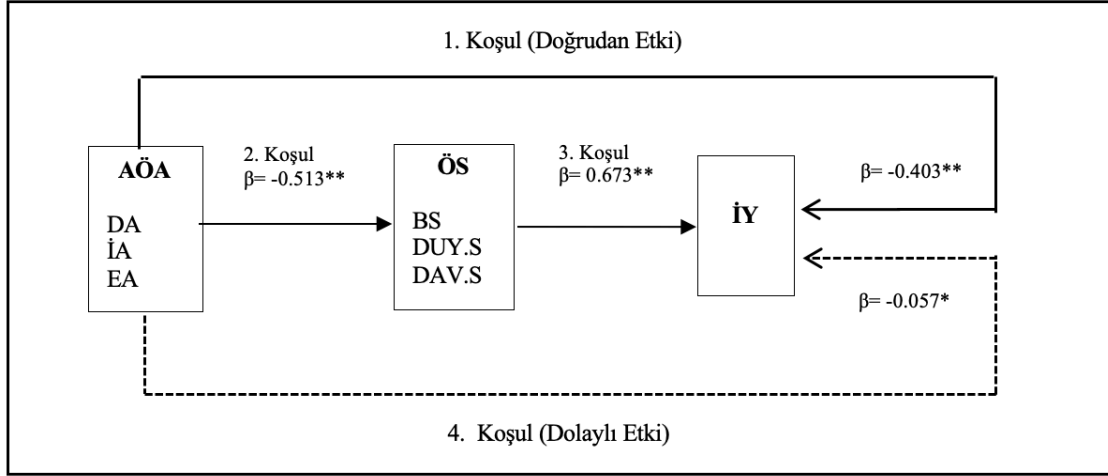 1. Koşul (Doğrudan Etki)
AÖA
DA
İA
EA
2. Koşul
β= -0.513**
ÖS
BS
DUY.S
DAV.S
3. Koşul
β= 0.673**
İY
β= -0.403**
β= -0.057*
4. Koşul (Dolaylı Etki)